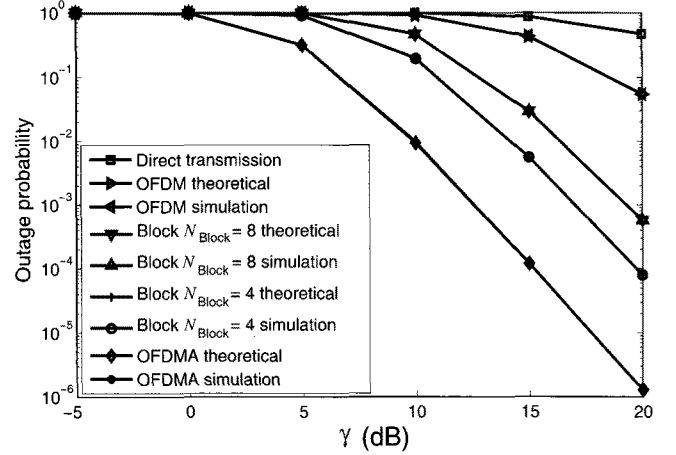 10^0
10^-1
10^-2
10^-3
10^-4
10^-5
10^-6
Outage probability
Direct transmission
OFDM theoretical
OFDM simulation
Block N_Block = 8 theoretical
Block N_Block = 8 simulation
Block N_Block = 4 theoretical
Block N_Block = 4 simulation
OFDMA theoretical
OFDMA simulation
-5 0 5 10 15 20
γ (dB)